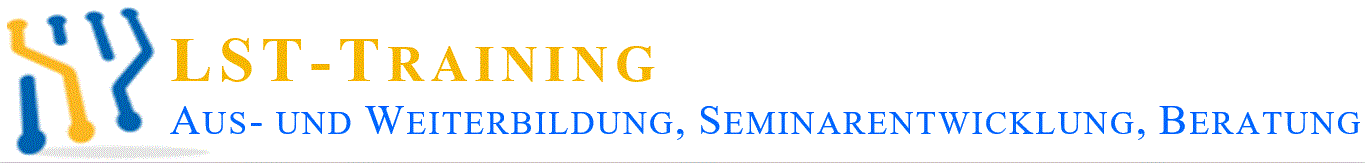 LST-Training
Aus- und Weiterbildung, Seminarentwicklung, Beratung